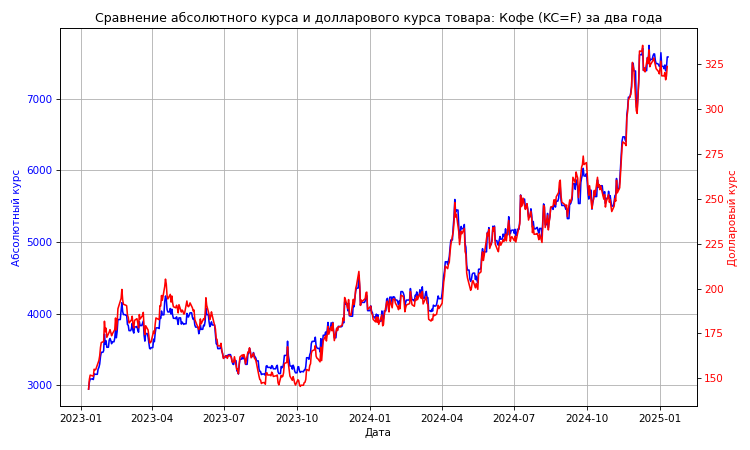 Сравнение абсолютного курса и долларового курса товара: Кофе (KC=F) за два года
Абсолютный курс
7000
6000
5000
4000
3000
325
300
275
250
225
200
175
150
Долларовый курс
2023-01 2023-04 2023-07 2023-10 2024-01 2024-04 2024-07 2024-10 2025-01
Дата